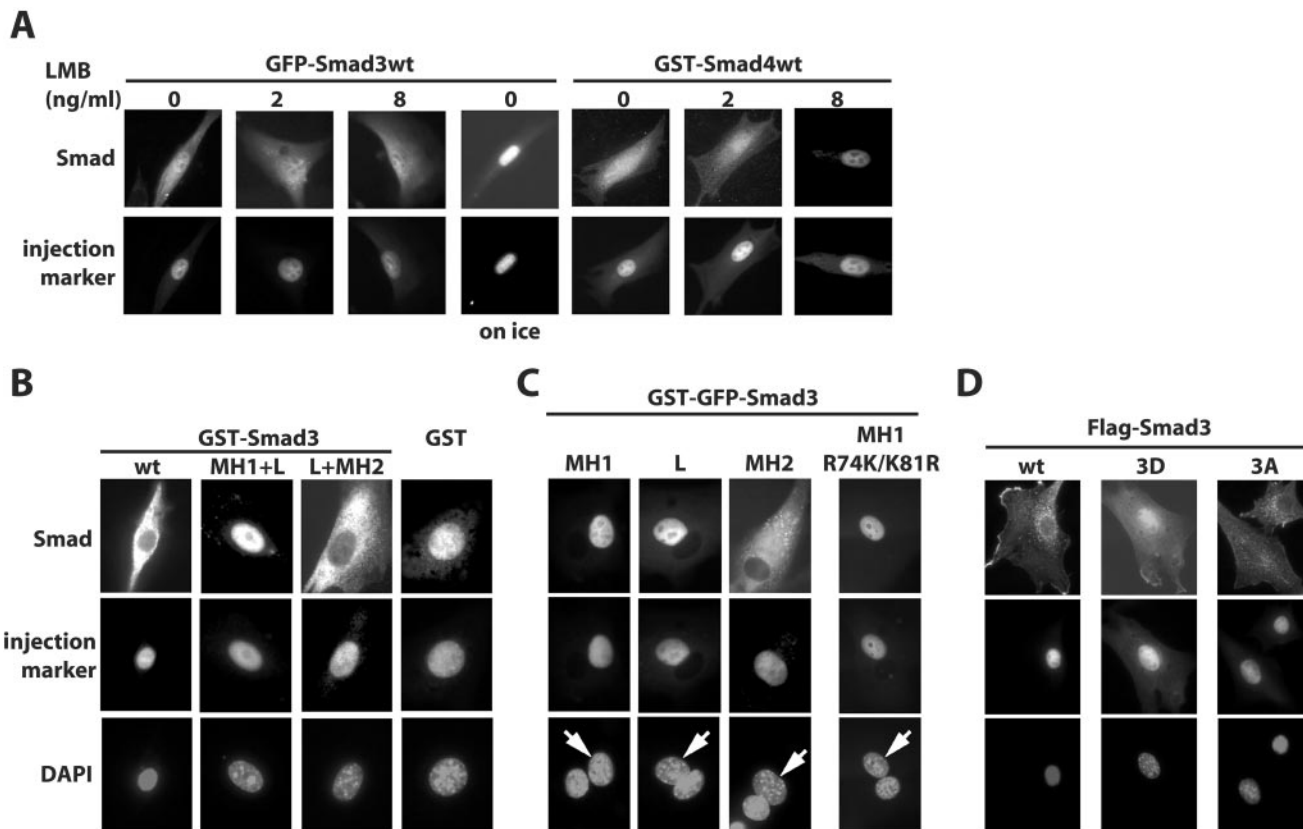 A
LMB
(ng/ml)
GFP-Smad3wt
GST-Smad4wt
0 2 8 0 0 2 8
Smad
injection
marker
on ice
B
GST-Smad3
GST
wt MH1+L L+MH2
Smad
injection
marker
DAPI
C
GST-GFP-Smad3
MH1 L MH2 MH1
R74K/K81R
D
Flag-Smad3
wt 3D 3A